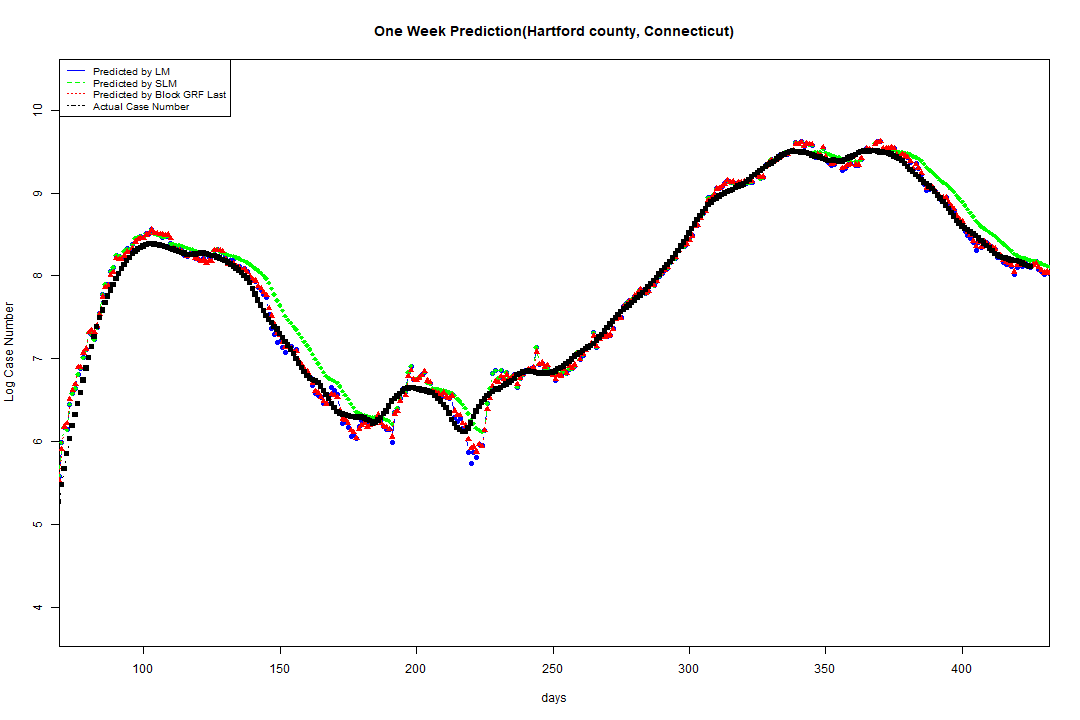 One Week Prediction(Hartford county, Connecticut)
Predicted by LM
Predicted by SLM
Predicted by Block GRF Last
Actual Case Number
10
9
8
7
6
5
4
Log Case Number
100 150 200 250 300 350 400
days